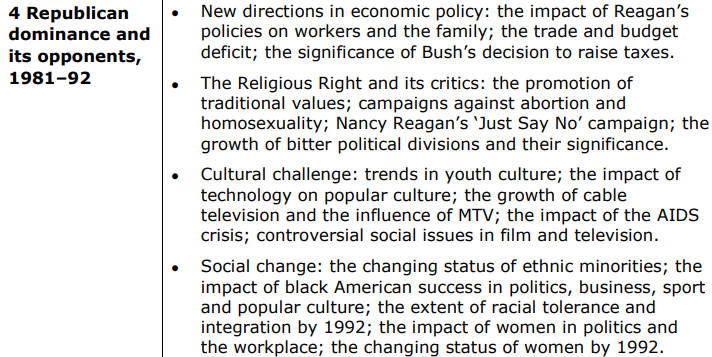 4 Republican
dominance and
its opponents,
1981–92
• New directions in economic policy: the impact of Reagan's
policies on workers and the family; the trade and budget
deficit; the significance of Bush's decision to raise taxes.
• The Religious Right and its critics: the promotion of
traditional values; campaigns against abortion and
homosexuality; Nancy Reagan's 'Just Say No' campaign; the
growth of bitter political divisions and their significance.
• Cultural challenge: trends in youth culture; the impact of
technology on popular culture; the growth of cable
television and the influence of MTV; the impact of the AIDS
crisis; controversial social issues in film and television.
• Social change: the changing status of ethnic minorities; the
impact of black American success in politics, business, sport
and popular culture; the extent of racial tolerance and
integration by 1992; the impact of women in politics and
the workplace; the changing status of women by 1992.